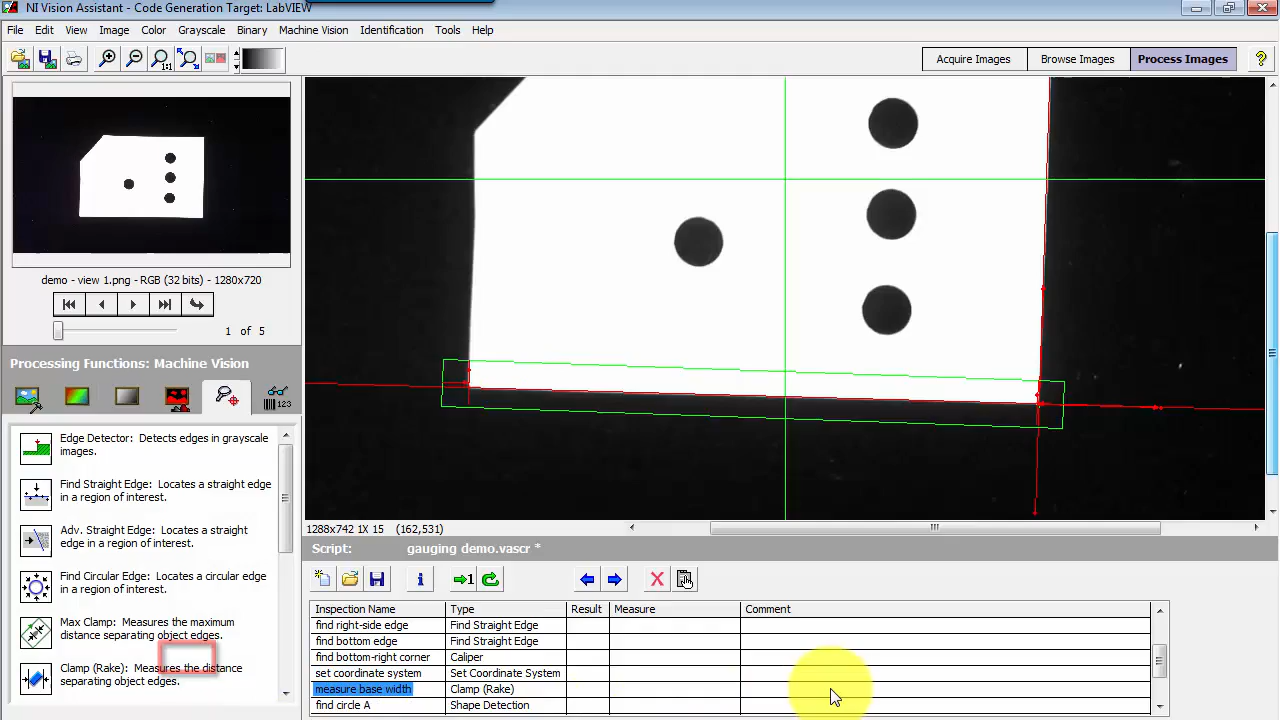 NI Vision Assistant - Code Generation Target: LabVIEW
File Edit View Image Color Grayscale Binary Machine Vision Identification Tools Help
1:1
Acquire Images Browse Images Process Images ?
demo - view 1.png - RGB (32 bits) - 1280x720
1 of 5
Processing Functions: Machine Vision
123
Edge Detector: Detects edges in grayscale
images.
Find Straight Edge: Locates a straight edge
in a region of interest.
Adv. Straight Edge: Locates a straight
edge in a region of interest.
Find Circular Edge: Locates a circular edge
in a region of interest.
Max Clamp: Measures the maximum
distance separating object edges.
Clamp (Rake): Measures the distance
separating object edges.
1288x742 1X 15 (162,531)
Script: gauging demo.vascr *
1
Inspection Name Type Result Measure Comment
find right-side edge Find Straight Edge
find bottom edge Find Straight Edge
find bottom-right corner Caliper
set coordinate system Set Coordinate System
measure base width Clamp (Rake)
find circle A Shape Detection